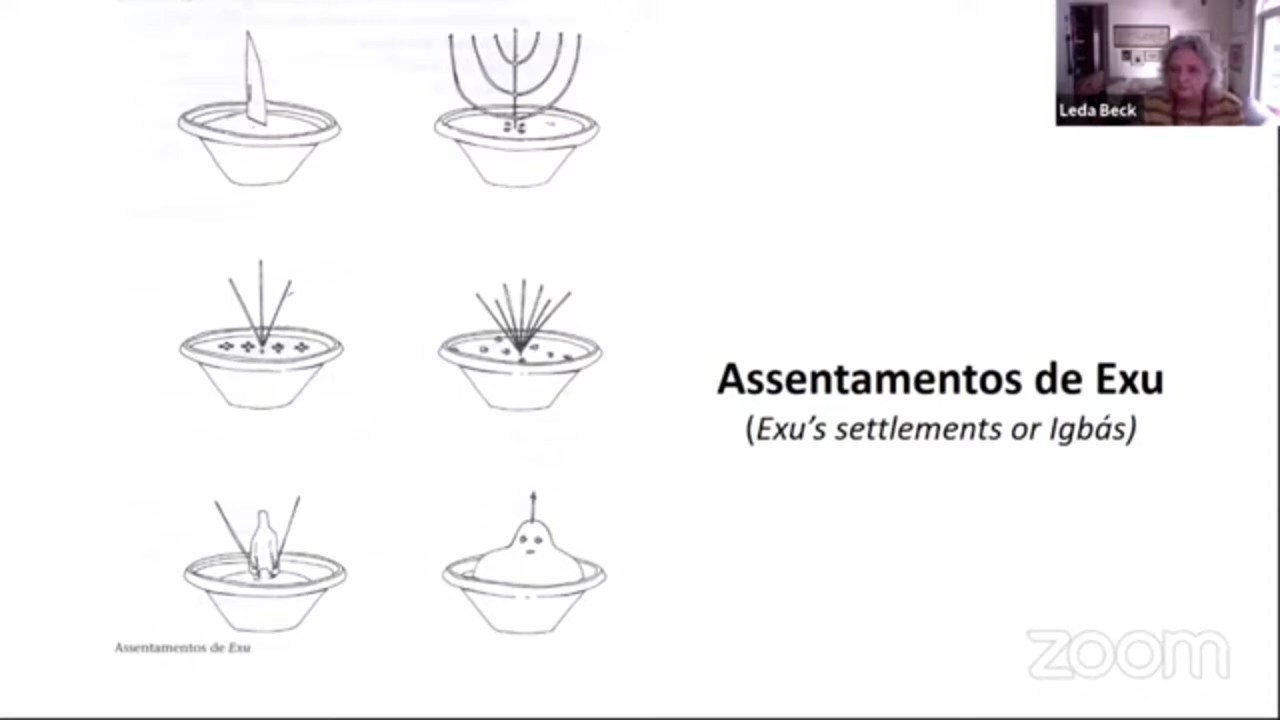 Leda Beck
Assentamentos de Exu
(Exu's settlements or Igbás)
Assentamentos de Exu
zoom